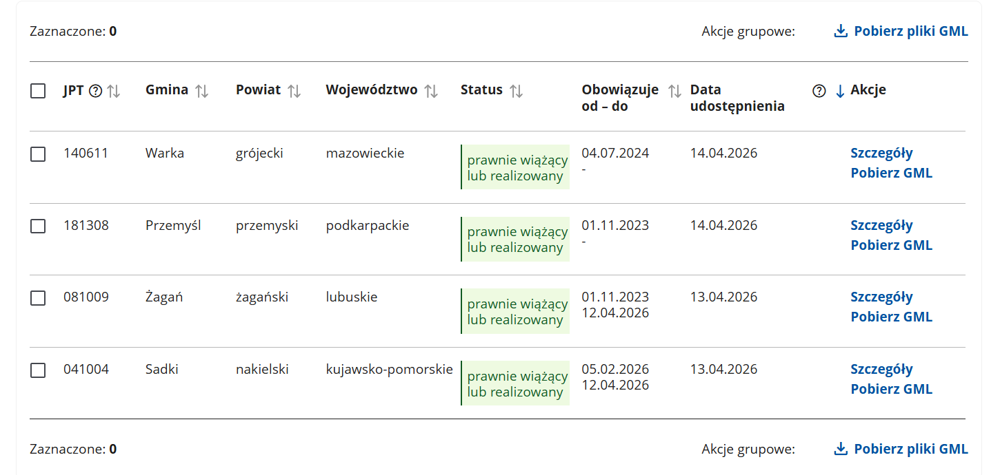 Zaznaczone: 0 Akcje grupowe: Pobierz pliki GML
JPT Gmina Powiat Województwo Status Obowiązuje od – do Data udostępnienia Akcje
140611 Warka grójecki mazowieckie prawnie wiążący lub realizowany 04.07.2024 - 14.04.2026 Szczegóły Pobierz GML
181308 Przemyśl przemyski podkarpackie prawnie wiążący lub realizowany 01.11.2023 - 14.04.2026 Szczegóły Pobierz GML
081009 Żagań żagański lubuskie prawnie wiążący lub realizowany 01.11.2023 12.04.2026 13.04.2026 Szczegóły Pobierz GML
041004 Sadki nakielski kujawsko-pomorskie prawnie wiążący lub realizowany 05.02.2026 12.04.2026 13.04.2026 Szczegóły Pobierz GML
Zaznaczone: 0 Akcje grupowe: Pobierz pliki GML